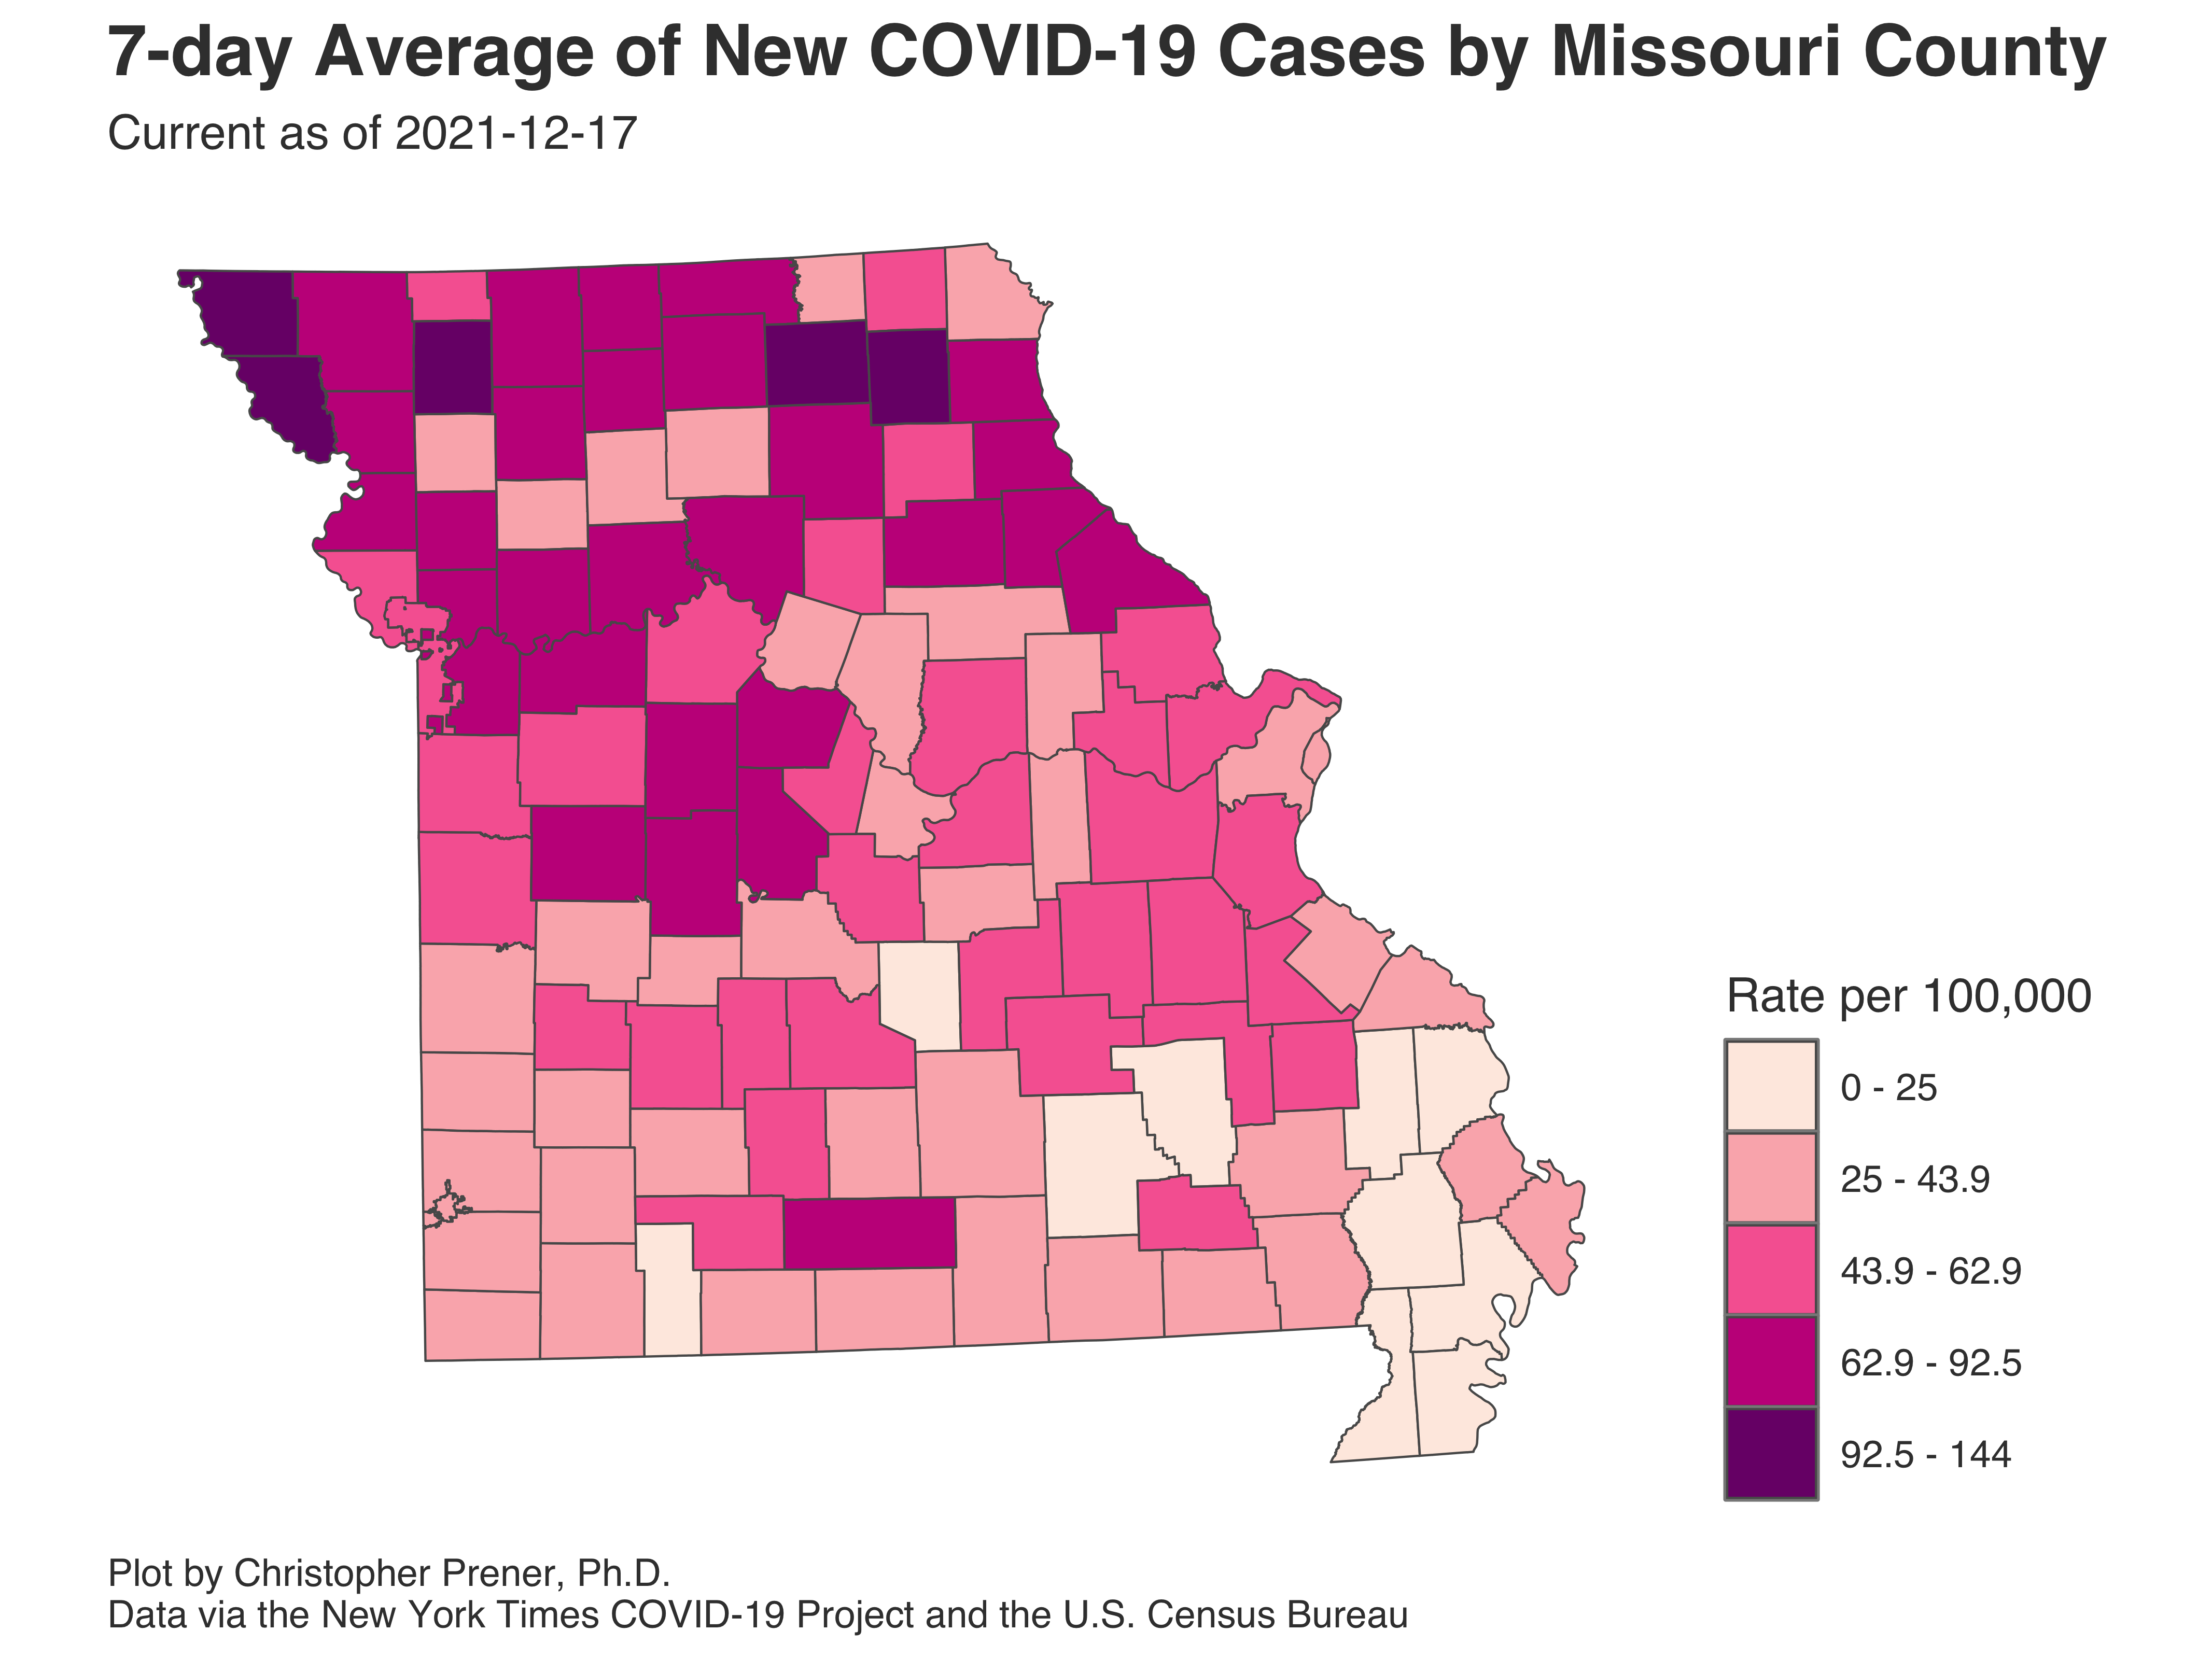 7-day Average of New COVID-19 Cases by Missouri County
Current as of 2021-12-17
Rate per 100,000
0 - 25
25 - 43.9
43.9 - 62.9
62.9 - 92.5
92.5 - 144
Plot by Christopher Prener, Ph.D.
Data via the New York Times COVID-19 Project and the U.S. Census Bureau